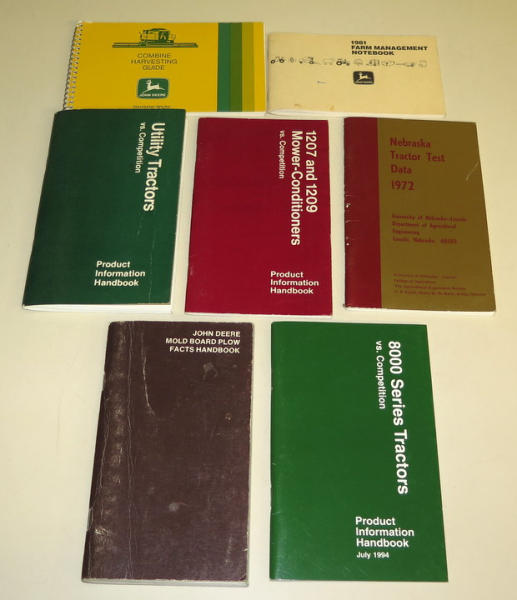 COMBINE
HARVESTING
GUIDE
JOHN DEERE
1981
FARM MANAGEMENT
NOTEBOOK
Utility Tractors
vs. Competition
Product
Information
Handbook
1207 and 1209
Mower-Conditioners
vs. Competition
Product
Information
Handbook
Nebraska
Tractor Test
Data
1972
University of Nebraska-Lincoln
Department of Agricultural
Engineering
Lincoln, Nebraska
JOHN DEERE
MOLD BOARD PLOW
FACTS HANDBOOK
8000 Series Tractors
vs. Competition
Product
Information
Handbook
July 1994